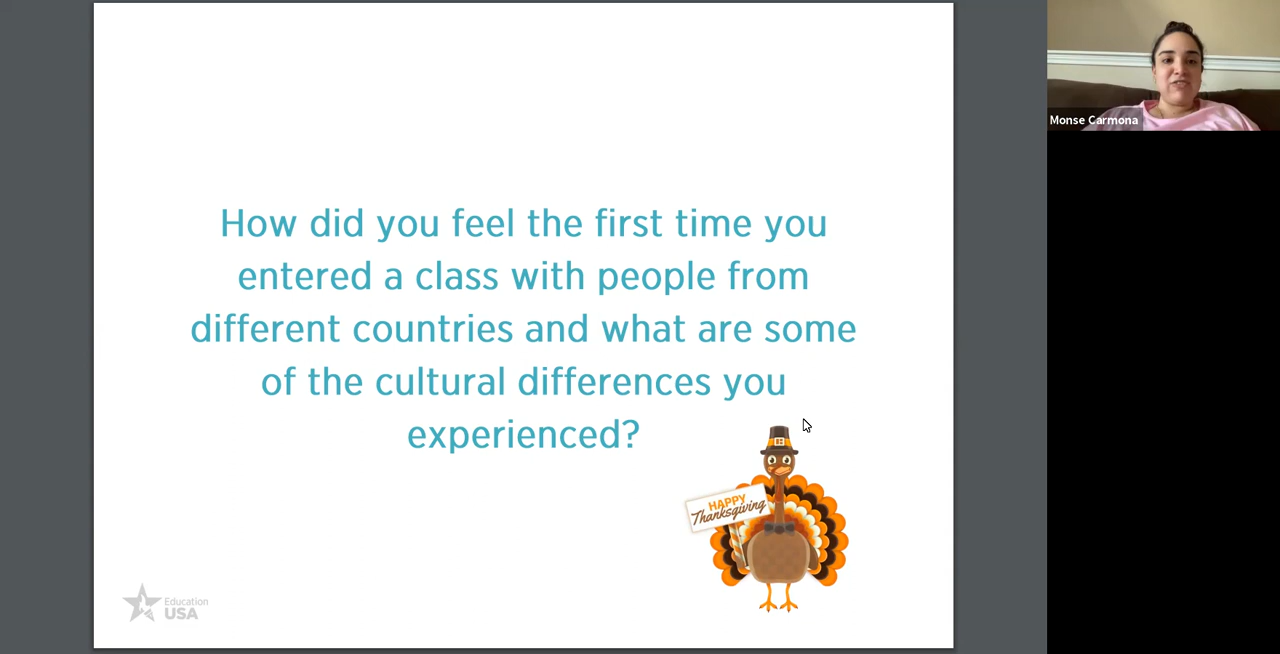 How did you feel the first time you
entered a class with people from
different countries and what are some
of the cultural differences you
experienced?
HAPPY
Thanksgiving
Education
USA
Monse Carmona